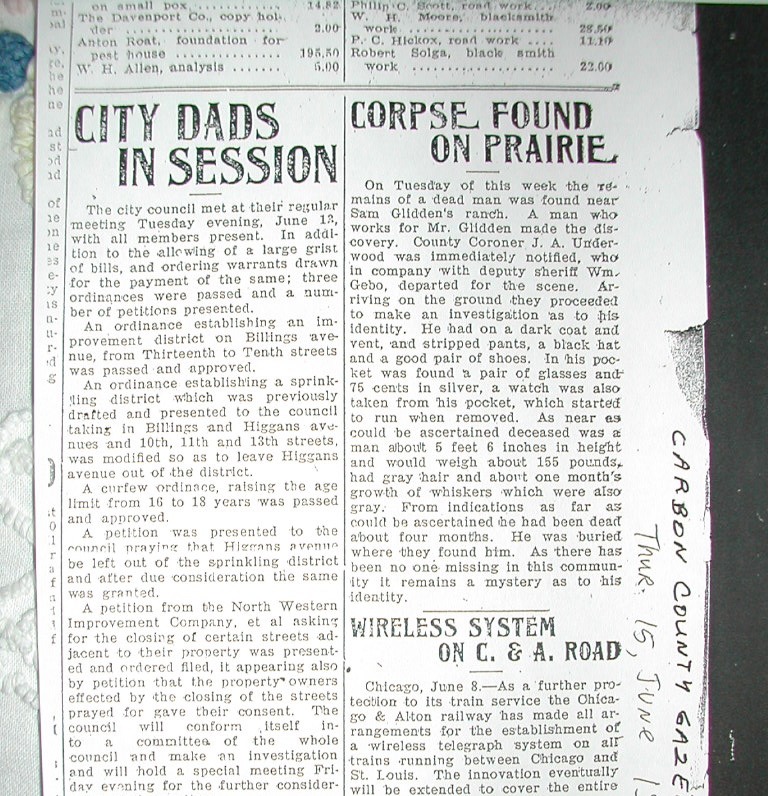 on small pox ........... 14.82
The Davenport Co., copy hol-
der ................ 2.00
Anton Roat, foundation for
pest house ........... 195.50
W. H. Allen, analysis ....... 5.00
Philip C. Scott, road work.... 2.00
W. H. Moore, blacksmith
work .................. 28.50
P. C. Hickox, road work .... 11.10
Robert Solga, black smith
work .................. 22.00
CITY DADS
IN SESSION
The city council met at their regular
meeting Tuesday evening, June 13,
with all members present. In addi-
tion to the allowing of a large grist
of bills, and ordering warrants drawn
for the payment of the same; three
ordinances were passed and a num-
ber of petitions presented.
An ordinance establishing an im-
provement district on Billings ave-
nue, from Thirteenth to Tenth streets
was passed and approved.
An ordinance establishing a sprink-
ling district which was previously
drafted and presented to the council
taking in Billings and Higgans ave-
nues and 10th, 11th and 13th streets,
was modified so as to leave Higgans
avenue out of the district.
A curfew ordinace, raising the age
limit from 16 to 18 years was passed
and approved.
A petition was presented to the
council praying that Higgans avenue
be left out of the sprinkling district
and after due consideration the same
was granted.
A petition from the North Western
Improvement Company, et al asking
for the closing of certain streets ad-
jacent to their property was present-
ed and ordered filed, it appearing also
by petition that the property owners
effected by the closing of the streets
prayed for gave their consent. The
council will conform itself in-
to a committee of the whole
council and make an investigation
and will hold a special meeting Fri-
day evening for the further consider-
CORPSE FOUND
ON PRAIRIE
On Tuesday of this week the re-
mains of a dead man was found near
Sam Glidden's ranch. A man who
works for Mr. Glidden made the dis-
covery. County Coroner J. A. Under-
wood was immediately notified, who
in company with deputy sheriff Wm.
Gebo, departed for the scene. Ar-
riving on the ground they proceeded
to make an investigation as to his
identity. He had on a dark coat and
vent, and stripped pants, a black hat
and a good pair of shoes. In his poc-
ket was found a pair of glasses and
75 cents in silver, a watch was also
taken from his pocket, which started
to run when removed. As near as
could be ascertained deceased was a
man about 5 feet 6 inches in height
and would weigh about 155 pounds,
had gray hair and about one month's
growth of whiskers which were also
gray. From indications as far as
could be ascertained he had been dead
about four months. He was buried
where they found him. As there has
been no one missing in this commun-
ity it remains a mystery as to his
identity.
WIRELESS SYSTEM
ON C. & A. ROAD
Chicago, June 8.—As a further pro-
tection to its train service the Chica-
go & Alton railway has made all ar-
rangements for the establishment of
a wireless telegraph system on all
trains running between Chicago and
St. Louis. The innovation eventually
will be extended to cover the entire
CARBON COUNTY GAZE
Thur. 15, June 19